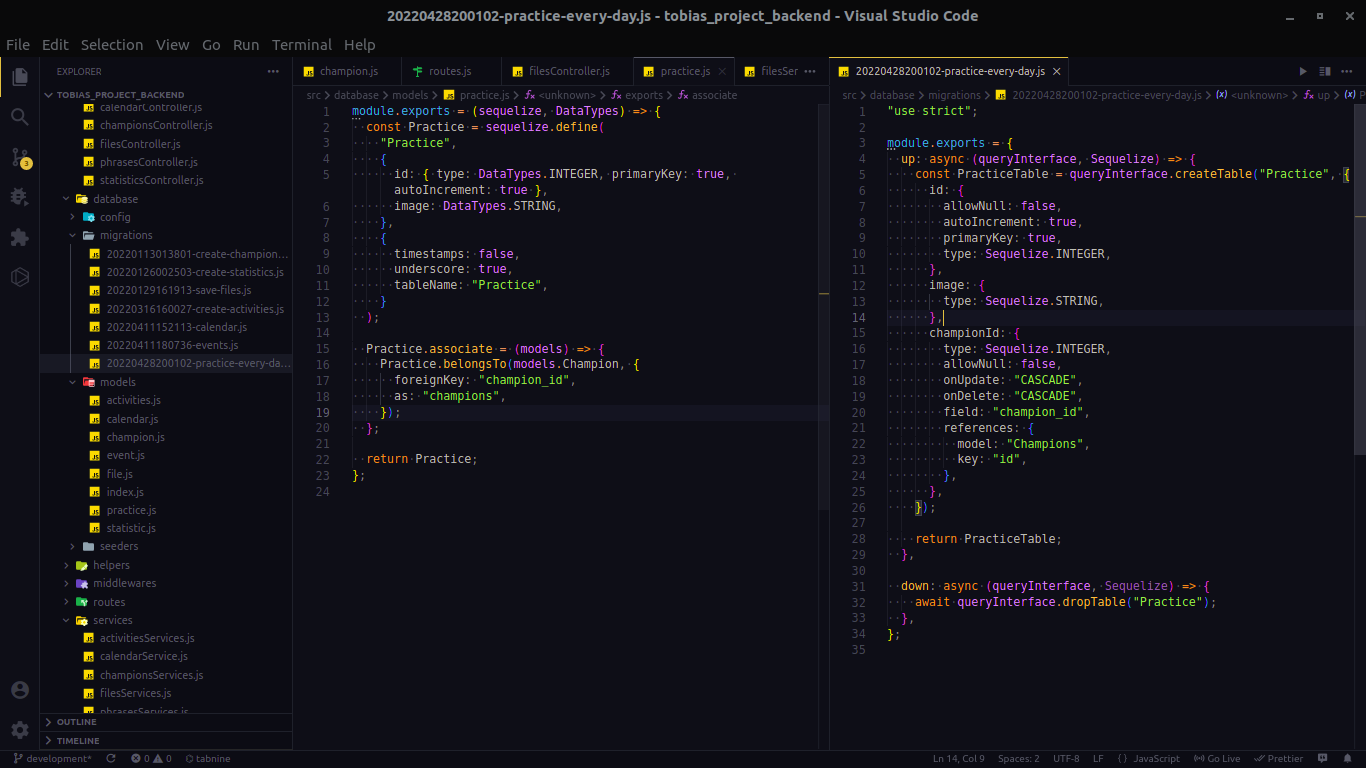 20220428200102-practice-every-day.js - tobias_project_backend - Visual Studio Code
File Edit Selection View Go Run Terminal Help
EXPLORER
TOBIAS_PROJECT_BACKEND
calendarController.js
championsController.js
filesController.js
phrasesController.js
statisticsController.js
database
config
migrations
20220113013801-create-champion...
20220126002503-create-statistics.js
20220129161913-save-files.js
20220316160027-create-activities.js
20220411152113-calendar.js
20220411180736-events.js
20220428200102-practice-every-da...
models
activities.js
calendar.js
champion.js
event.js
file.js
index.js
practice.js
statistic.js
seeders
helpers
middlewares
routes
services
activitiesServices.js
calendarService.js
championsServices.js
filesServices.js
phrasesServices.js
OUTLINE
TIMELINE
champion.js routes.js filesController.js practice.js filesSer
src > database > models > practice.js > <unknown> > exports > associate
1 module.exports = (sequelize, DataTypes) => {
2 const Practice = sequelize.define(
3 "Practice",
4 {
5 id: { type: DataTypes.INTEGER, primaryKey: true,
autoIncrement: true },
6 image: DataTypes.STRING,
7 },
8 {
9 timestamps: false,
10 underscore: true,
11 tableName: "Practice",
12 }
13 );
14
15 Practice.associate = (models) => {
16 Practice.belongsTo(models.Champion, {
17 foreignKey: "champion_id",
18 as: "champions",
19 });
20 };
21
22 return Practice;
23 };
24
20220428200102-practice-every-day.js
src > database > migrations > 20220428200102-practice-every-day.js > <unknown> > up > P
1 "use strict";
2
3 module.exports = {
4 up: async (queryInterface, Sequelize) => {
5 const PracticeTable = queryInterface.createTable("Practice", {
6 id: {
7 allowNull: false,
8 autoIncrement: true,
9 primaryKey: true,
10 type: Sequelize.INTEGER,
11 },
12 image: {
13 type: Sequelize.STRING,
14 },
15 championId: {
16 type: Sequelize.INTEGER,
17 allowNull: false,
18 onUpdate: "CASCADE",
19 onDelete: "CASCADE",
20 field: "champion_id",
21 references: {
22 model: "Champions",
23 key: "id",
24 },
25 },
26 });
27
28 return PracticeTable;
29 },
30
31 down: async (queryInterface, Sequelize) => {
32 await queryInterface.dropTable("Practice");
33 },
34 };
35
development* 0 0 tabnine
Ln 14, Col 9 Spaces: 2 UTF-8 LF { } JavaScript Go Live Prettier